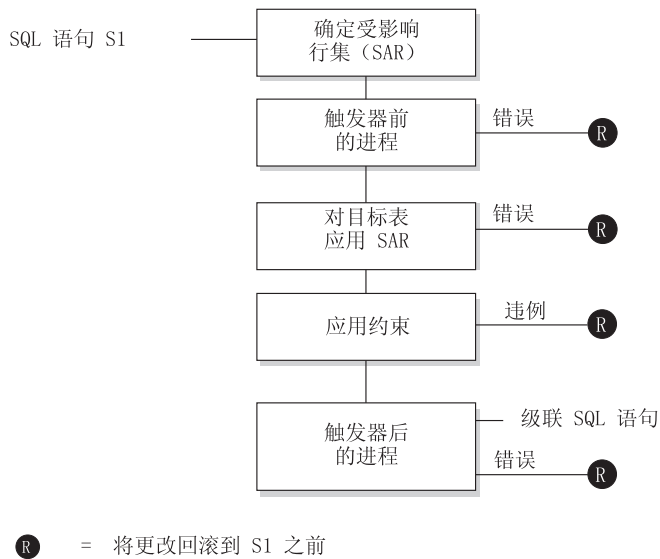 SQL 语句 S1
确定受影响
行集（SAR）
触发器前
的进程
错误
R
对目标表
应用 SAR
错误
R
应用约束
违例
R
触发器后
的进程
级联 SQL 语句
错误
R
R = 将更改回滚到 S1 之前